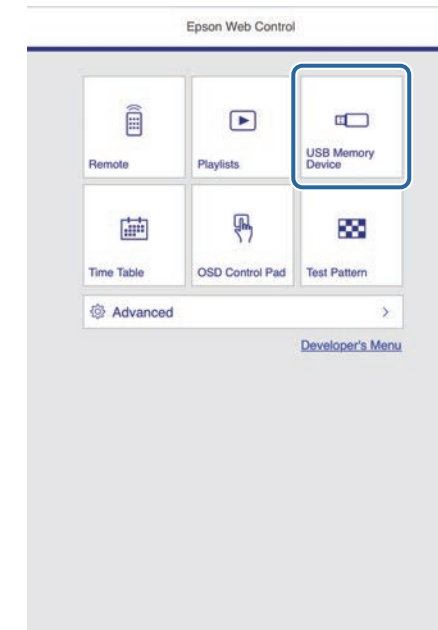 Epson Web Control
Remote
Playlists
USB Memory
Device
Time Table
OSD Control Pad
Test Pattern
Advanced
Developer's Menu